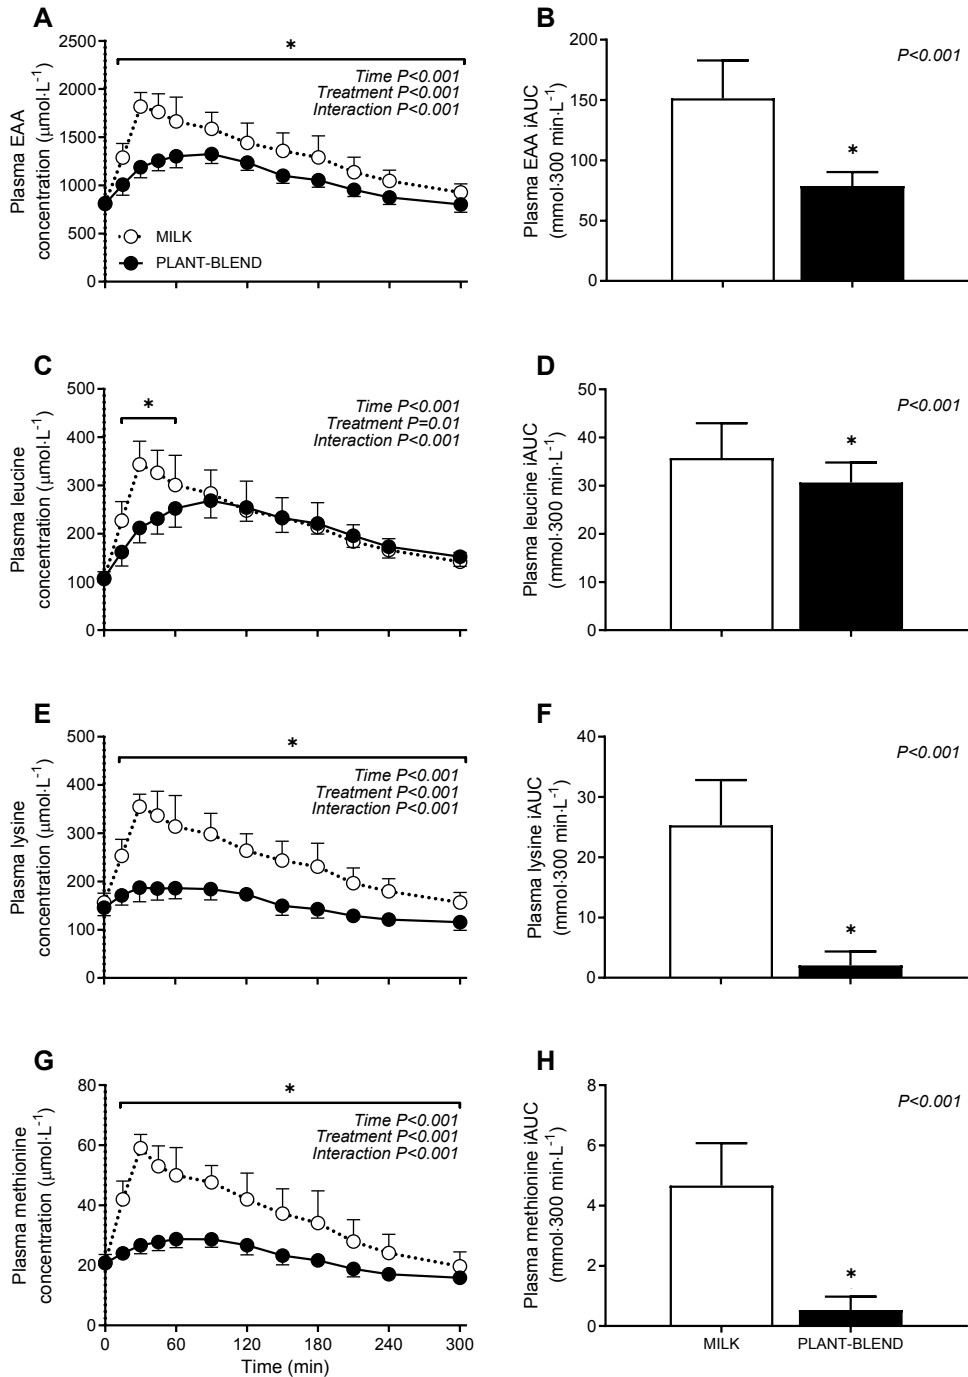 A
Plasma EAA
concentration (μmol·L⁻¹)
2500
2000
1500
1000
500
0
*
Time P<0.001
Treatment P<0.001
Interaction P<0.001
MILK
PLANT-BLEND
B
Plasma EAA iAUC
(mmol·300 min·L⁻¹)
200
150
100
50
0
P<0.001
*
C
Plasma leucine
concentration (μmol·L⁻¹)
500
400
300
200
100
0
*
Time P<0.001
Treatment P=0.01
Interaction P<0.001
D
Plasma leucine iAUC
(mmol·300 min·L⁻¹)
50
40
30
20
10
0
P<0.001
*
E
Plasma lysine
concentration (μmol·L⁻¹)
500
400
300
200
100
0
*
Time P<0.001
Treatment P<0.001
Interaction P<0.001
F
Plasma lysine iAUC
(mmol·300 min·L⁻¹)
40
30
20
10
0
P<0.001
*
G
Plasma methionine
concentration (μmol·L⁻¹)
80
60
40
20
0
*
Time P<0.001
Treatment P<0.001
Interaction P<0.001
0 60 120 180 240 300
Time (min)
H
Plasma methionine iAUC
(mmol·300 min·L⁻¹)
8
6
4
2
0
P<0.001
*
MILK PLANT-BLEND